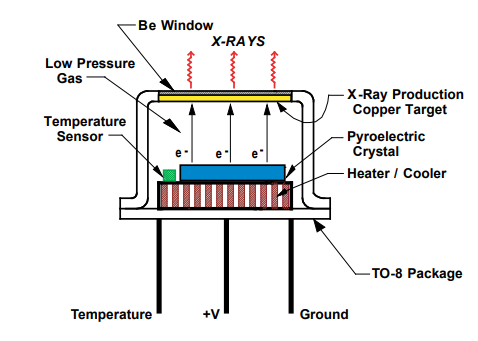 Be Window
X-RAYS
Low Pressure
Gas
X-Ray Production
Copper Target
Temperature
Sensor
Pyroelectric
Crystal
e- e- e-
Heater / Cooler
TO-8 Package
Temperature +V Ground